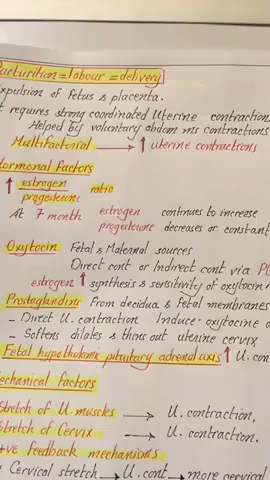 Parturition = labour = delivery
expulsion of Fetus & placenta.
requires strong coordinated Uterine contraction
Helped by voluntary abdom ms contractions
Multifactorial → ↑ uterine contractions
Hormonal Factors
↑ estrogen / progesterone ratio
At 7 month estrogen continues to increase
progesterone decreases or constant
Oxytocin Fetal & Maternal sources
Direct cont or Indirect cont via
estrogen ↑ synthesis & sensitivity of oxytocin
Prostaglandins From decidua & fetal membranes
- Direct U. contraction Induce oxytocine
- Softens dilates & thins out uterine cervix
Fetal hypothalamic pituitary adrenal axis ↑ U.
Mechanical factors
Stretch of U. muscles → U. contraction,
Stretch of Cervix → U. contraction.
+ve feedback mechanisms
Cervical stretch → U. cont → more cervical